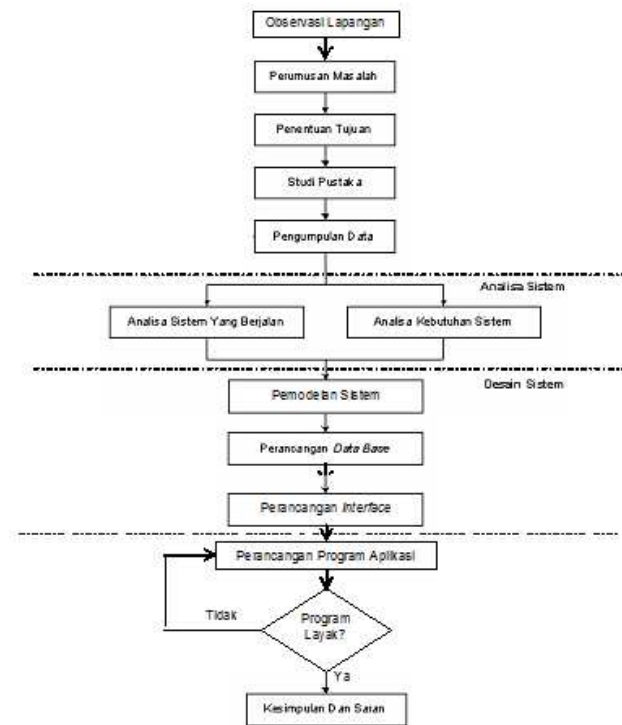 Observasi Lapangan
Perumusan Masalah
Penentuan Tujuan
Studi Pustaka
Pengumpulan Data
Analisa Sistem
Analisa Sistem Yang Berjalan
Analisa Kebutuhan Sistem
Desain Sistem
Pemodelan Sistem
Perancangan Data Base
Perancangan Interface
Perancangan Program Aplikasi
Tidak
Program
Layak?
Ya
Kesimpulan Dan Saran